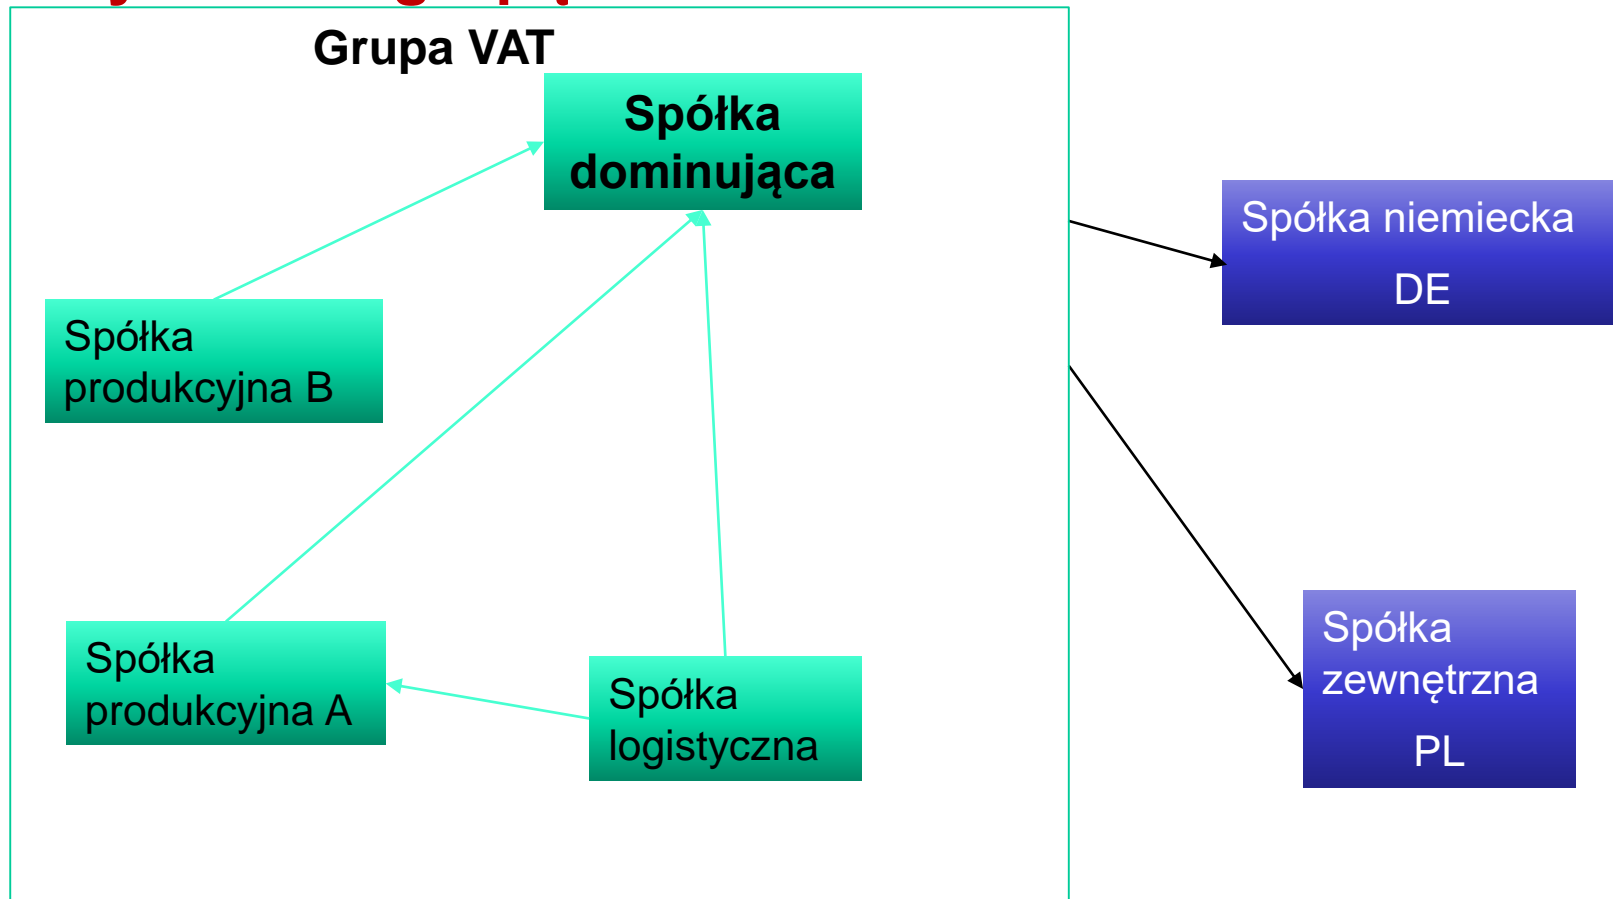 Grupa VAT
Spółka
dominująca
Spółka niemiecka
DE
Spółka
produkcyjna B
Spółka
produkcyjna A
Spółka
logistyczna
Spółka
zewnętrzna
PL